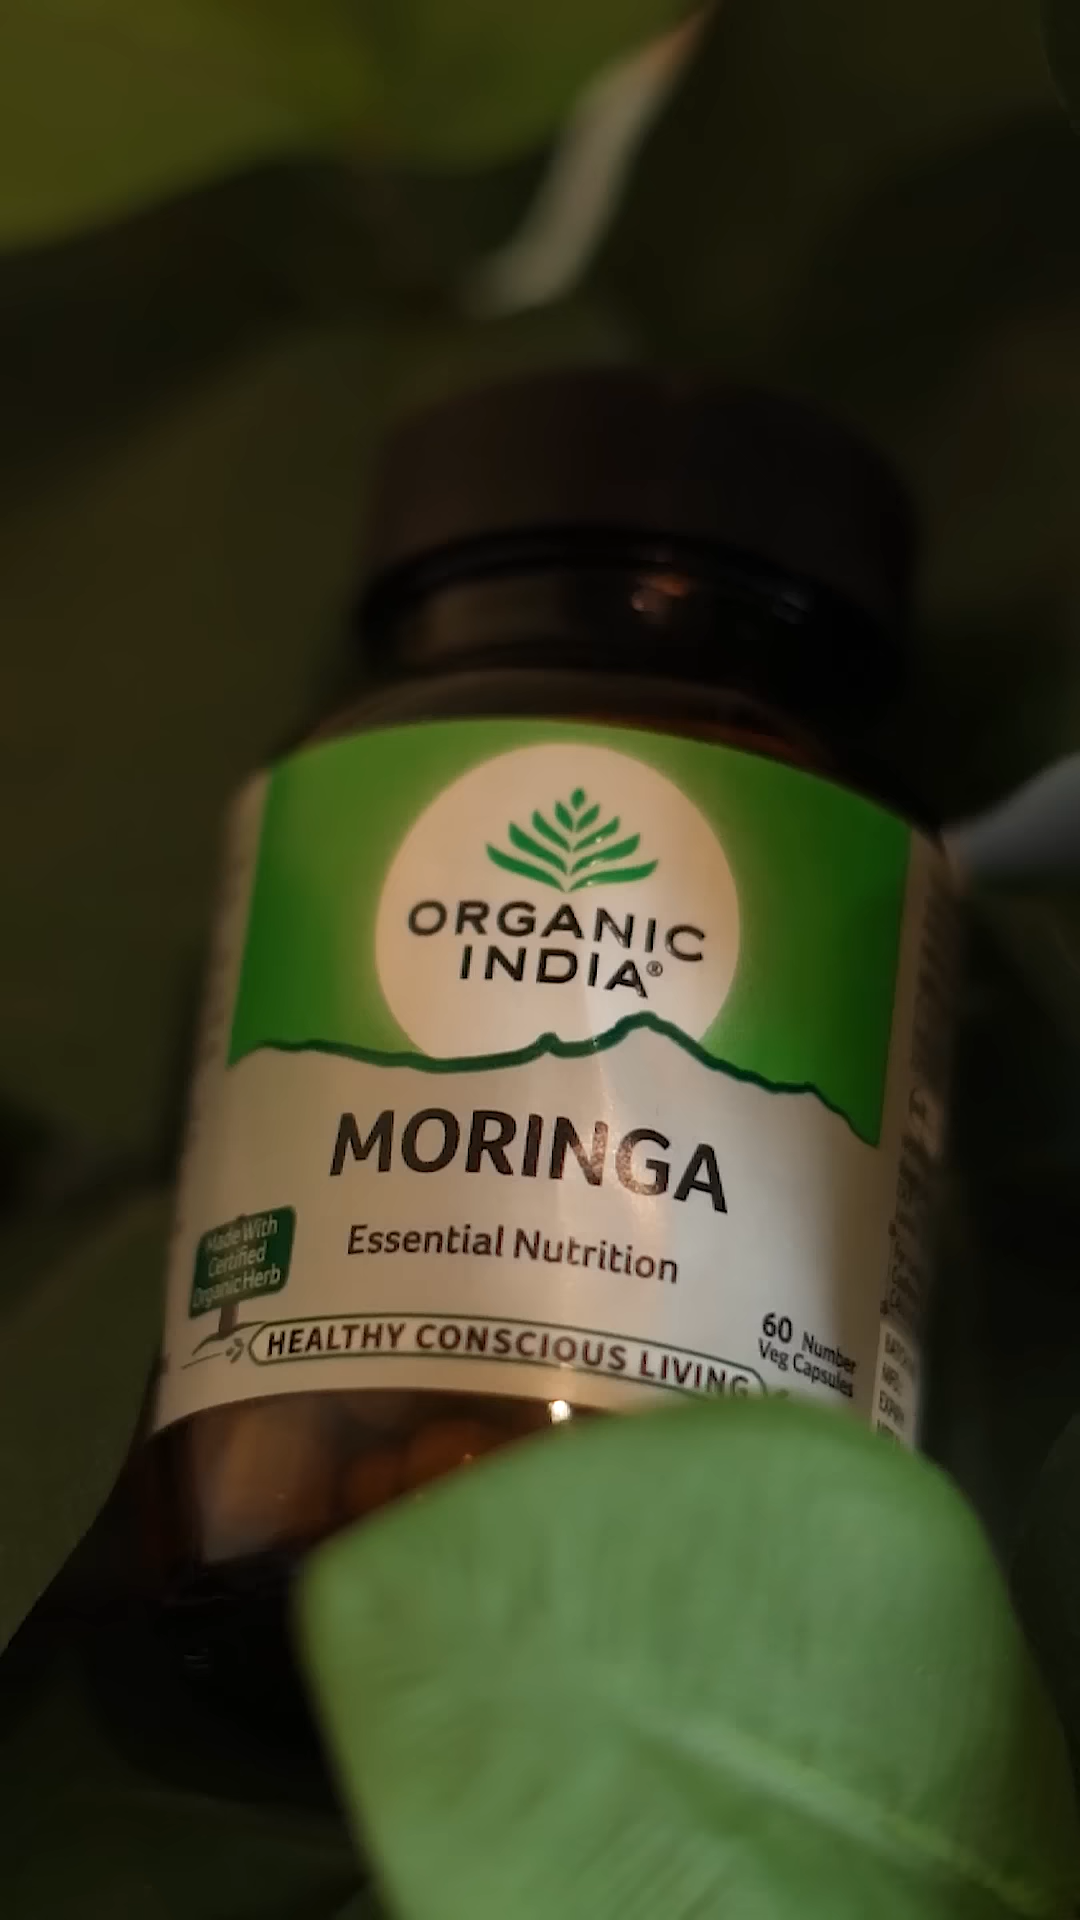 ORGANIC
INDIA®
MORINGA
Essential Nutrition
Made With
Certified
Organic Herb
HEALTHY CONSCIOUS LIVING
60 Number
Veg Capsules